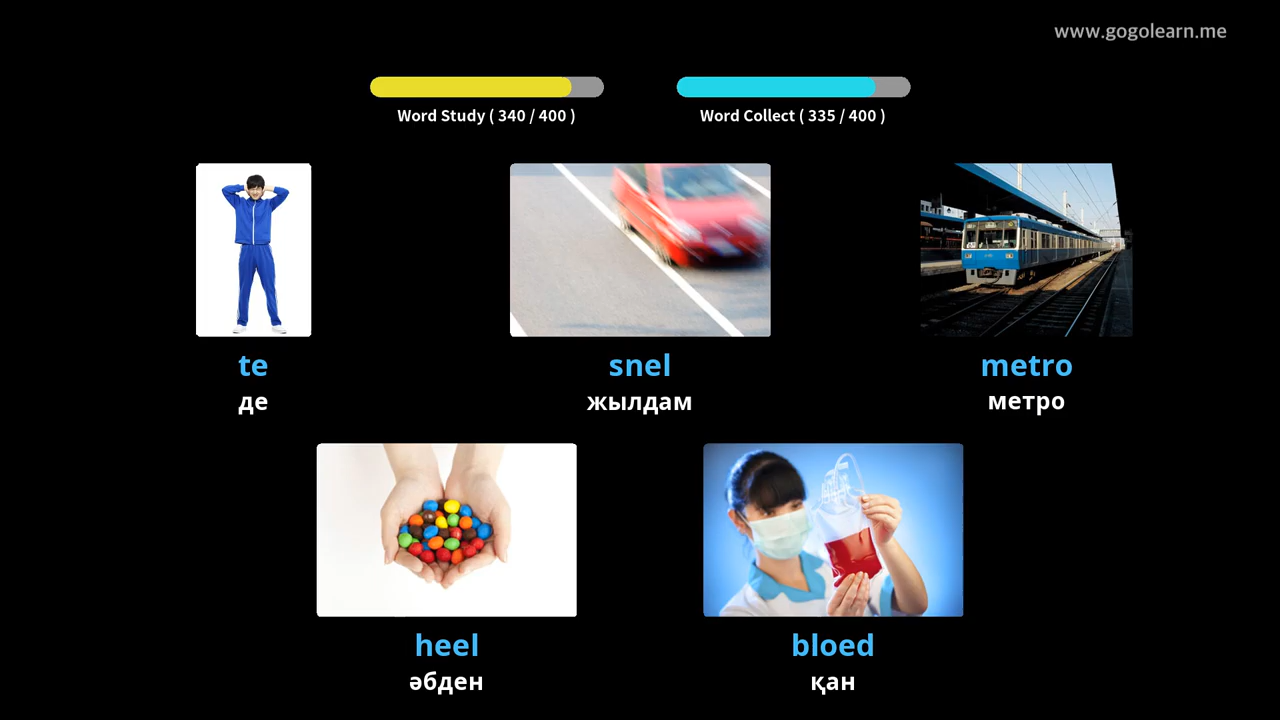 www.gogolearn.me
Word Study ( 340 / 400 )
Word Collect ( 335 / 400 )
te
де
snel
жылдам
metro
метро
heel
әбден
bloed
қан